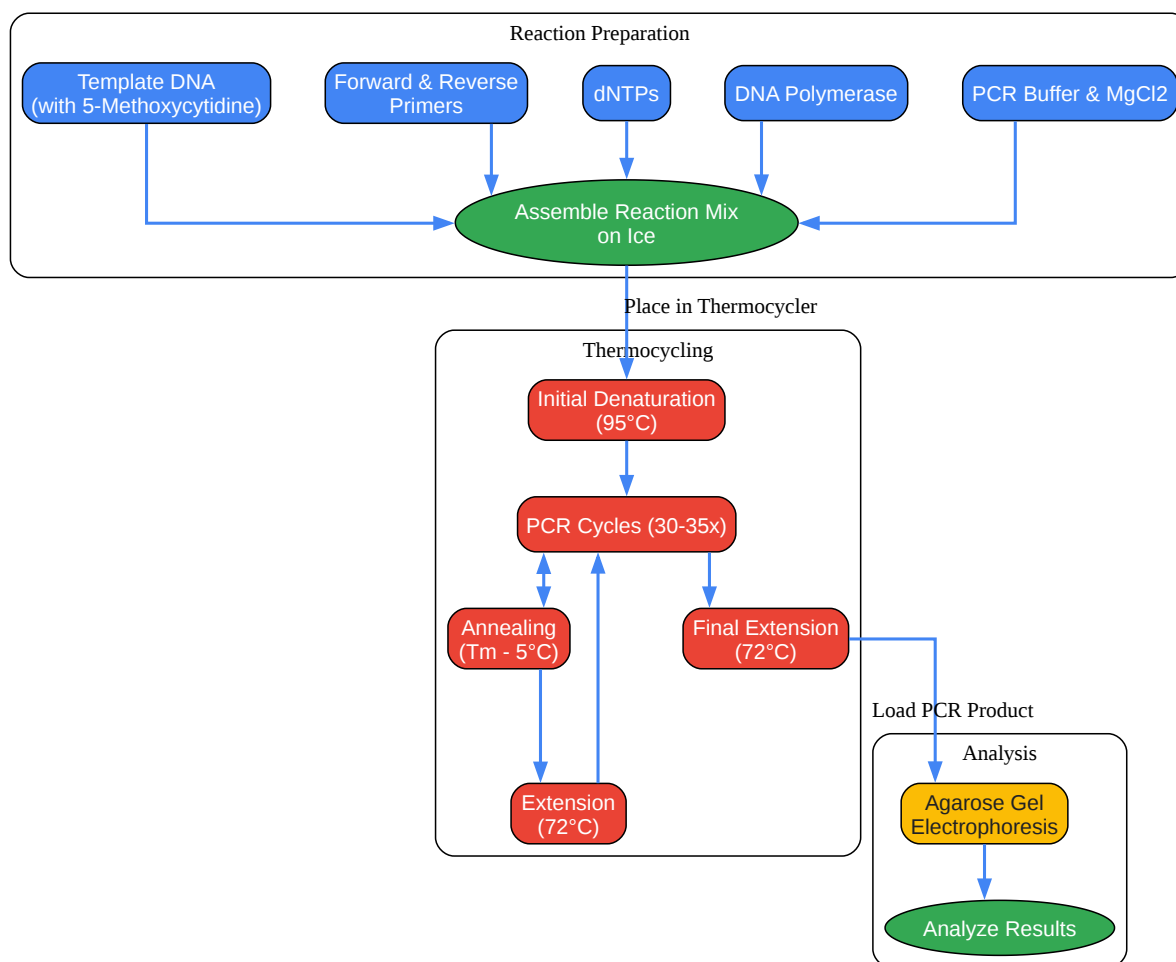 Reaction Preparation
Template DNA
(with 5-Methoxycytidine)
Forward & Reverse
Primers
dNTPs
DNA Polymerase
PCR Buffer & MgCl2
Assemble Reaction Mix
on Ice
Place in Thermocycler
Thermocycling
Initial Denaturation
(95°C)
PCR Cycles (30-35x)
Annealing
(Tm - 5°C)
Final Extension
(72°C)
Extension
(72°C)
Load PCR Product
Analysis
Agarose Gel
Electrophoresis
Analyze Results